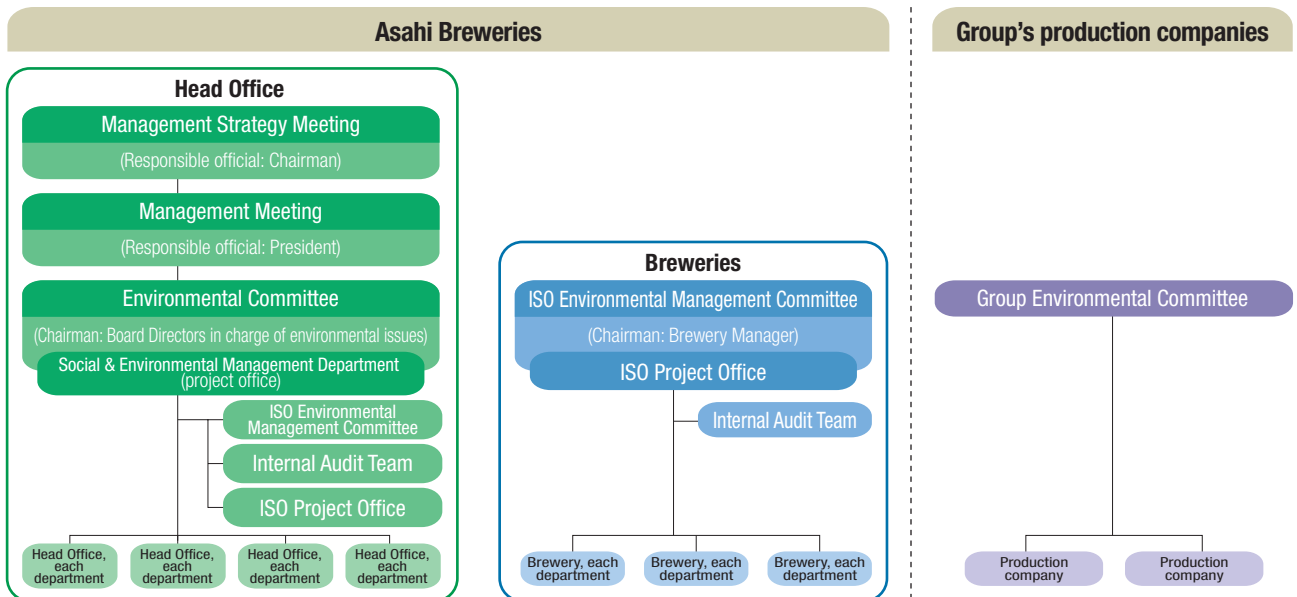 Asahi Breweries
Group's production companies
Head Office
Management Strategy Meeting
(Responsible official: Chairman)
Management Meeting
(Responsible official: President)
Environmental Committee
(Chairman: Board Directors in charge of environmental issues)
Social & Environmental Management Department
(project office)
ISO Environmental
Management Committee
Internal Audit Team
ISO Project Office
Head Office,
each
department
Head Office,
each
department
Head Office,
each
department
Head Office,
each
department
Breweries
ISO Environmental Management Committee
(Chairman: Brewery Manager)
ISO Project Office
Internal Audit Team
Brewery, each
department
Brewery, each
department
Brewery, each
department
Group Environmental Committee
Production
company
Production
company